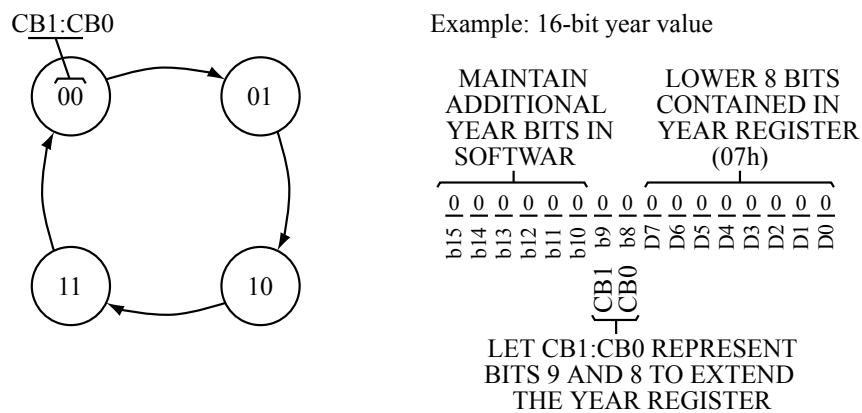 CB1:CB0
00
01
11
10
Example: 16-bit year value
MAINTAIN
ADDITIONAL
YEAR BITS IN
SOFTWAR
LOWER 8 BITS
CONTAINED IN
YEAR REGISTER
(07h)
0 0 0 0 0 0 0 0 0 0 0 0 0 0 0 0
b15 b14 b13 b12 b11 b10 b9 b8 D7 D6 D5 D4 D3 D2 D1 D0
CB1 CB0
LET CB1:CB0 REPRESENT
BITS 9 AND 8 TO EXTEND
THE YEAR REGISTER